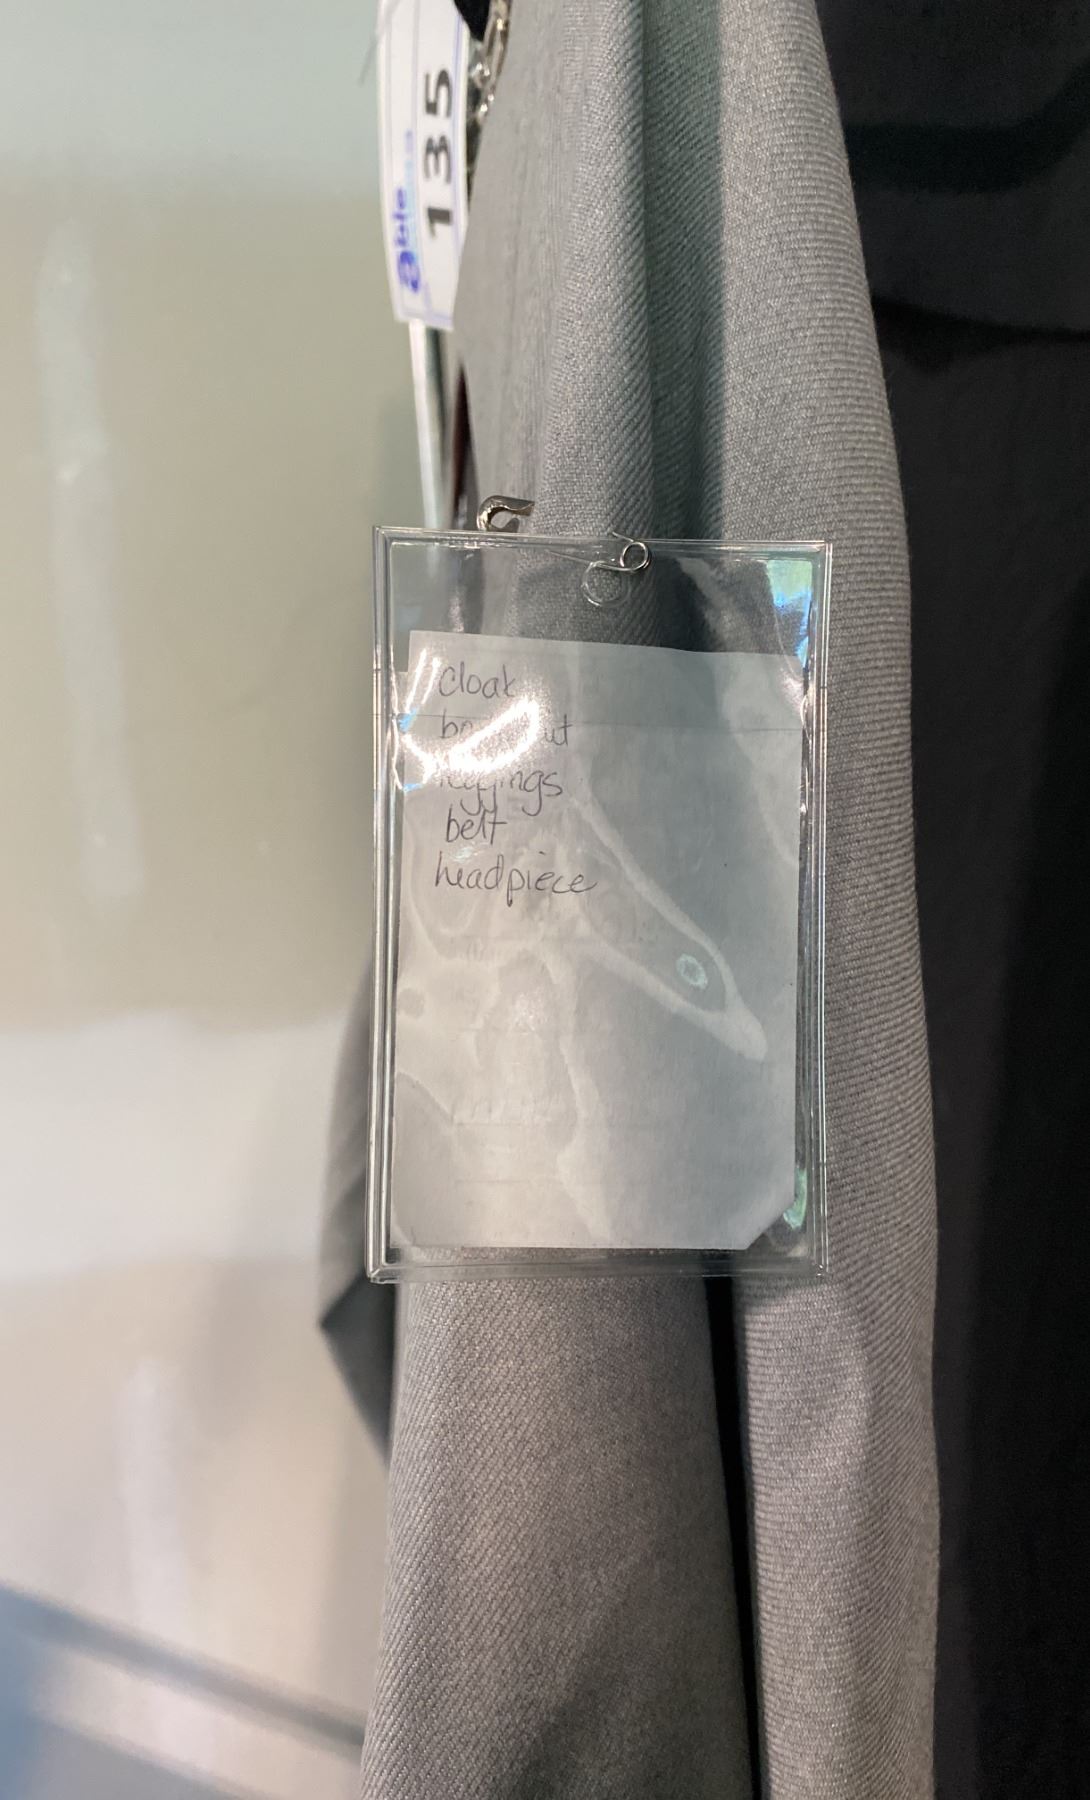 135
cloak
leggings
belt
headpiece